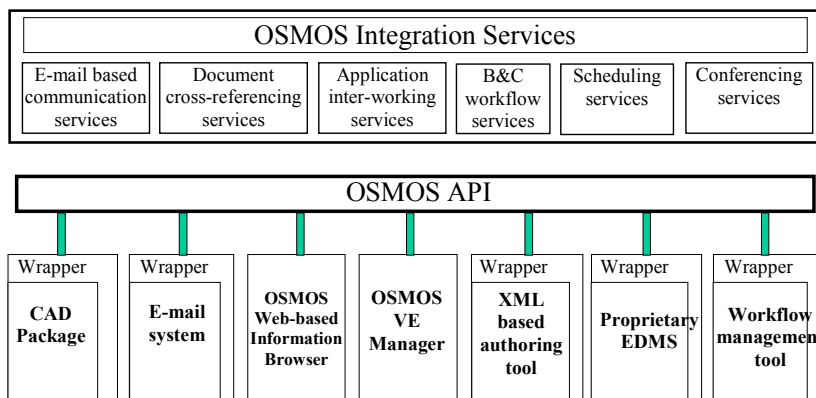 OSMOS Integration Services
E-mail based
communication
services
Document
cross-referencing
services
Application
inter-working
services
B&C
workflow
services
Scheduling
services
Conferencing
services
OSMOS API
Wrapper
CAD
Package
Wrapper
E-mail
system
OSMOS
Web-based
Information
Browser
OSMOS
VE
Manager
Wrapper
XML
based
authoring
tool
Wrapper
Proprietary
EDMS
Wrapper
Workflow
management
tool